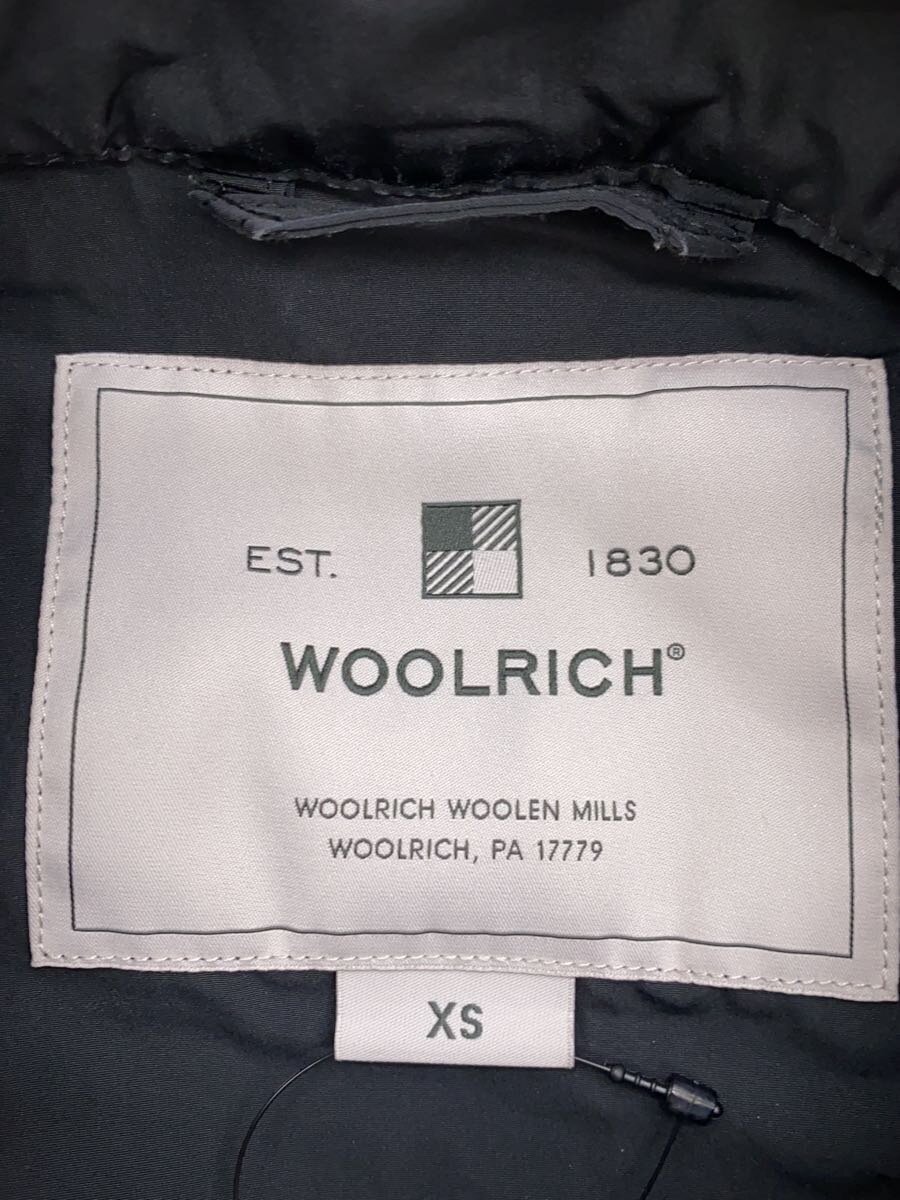 EST. 1830
WOOLRICH®
WOOLRICH WOOLEN MILLS
WOOLRICH, PA 17779
XS